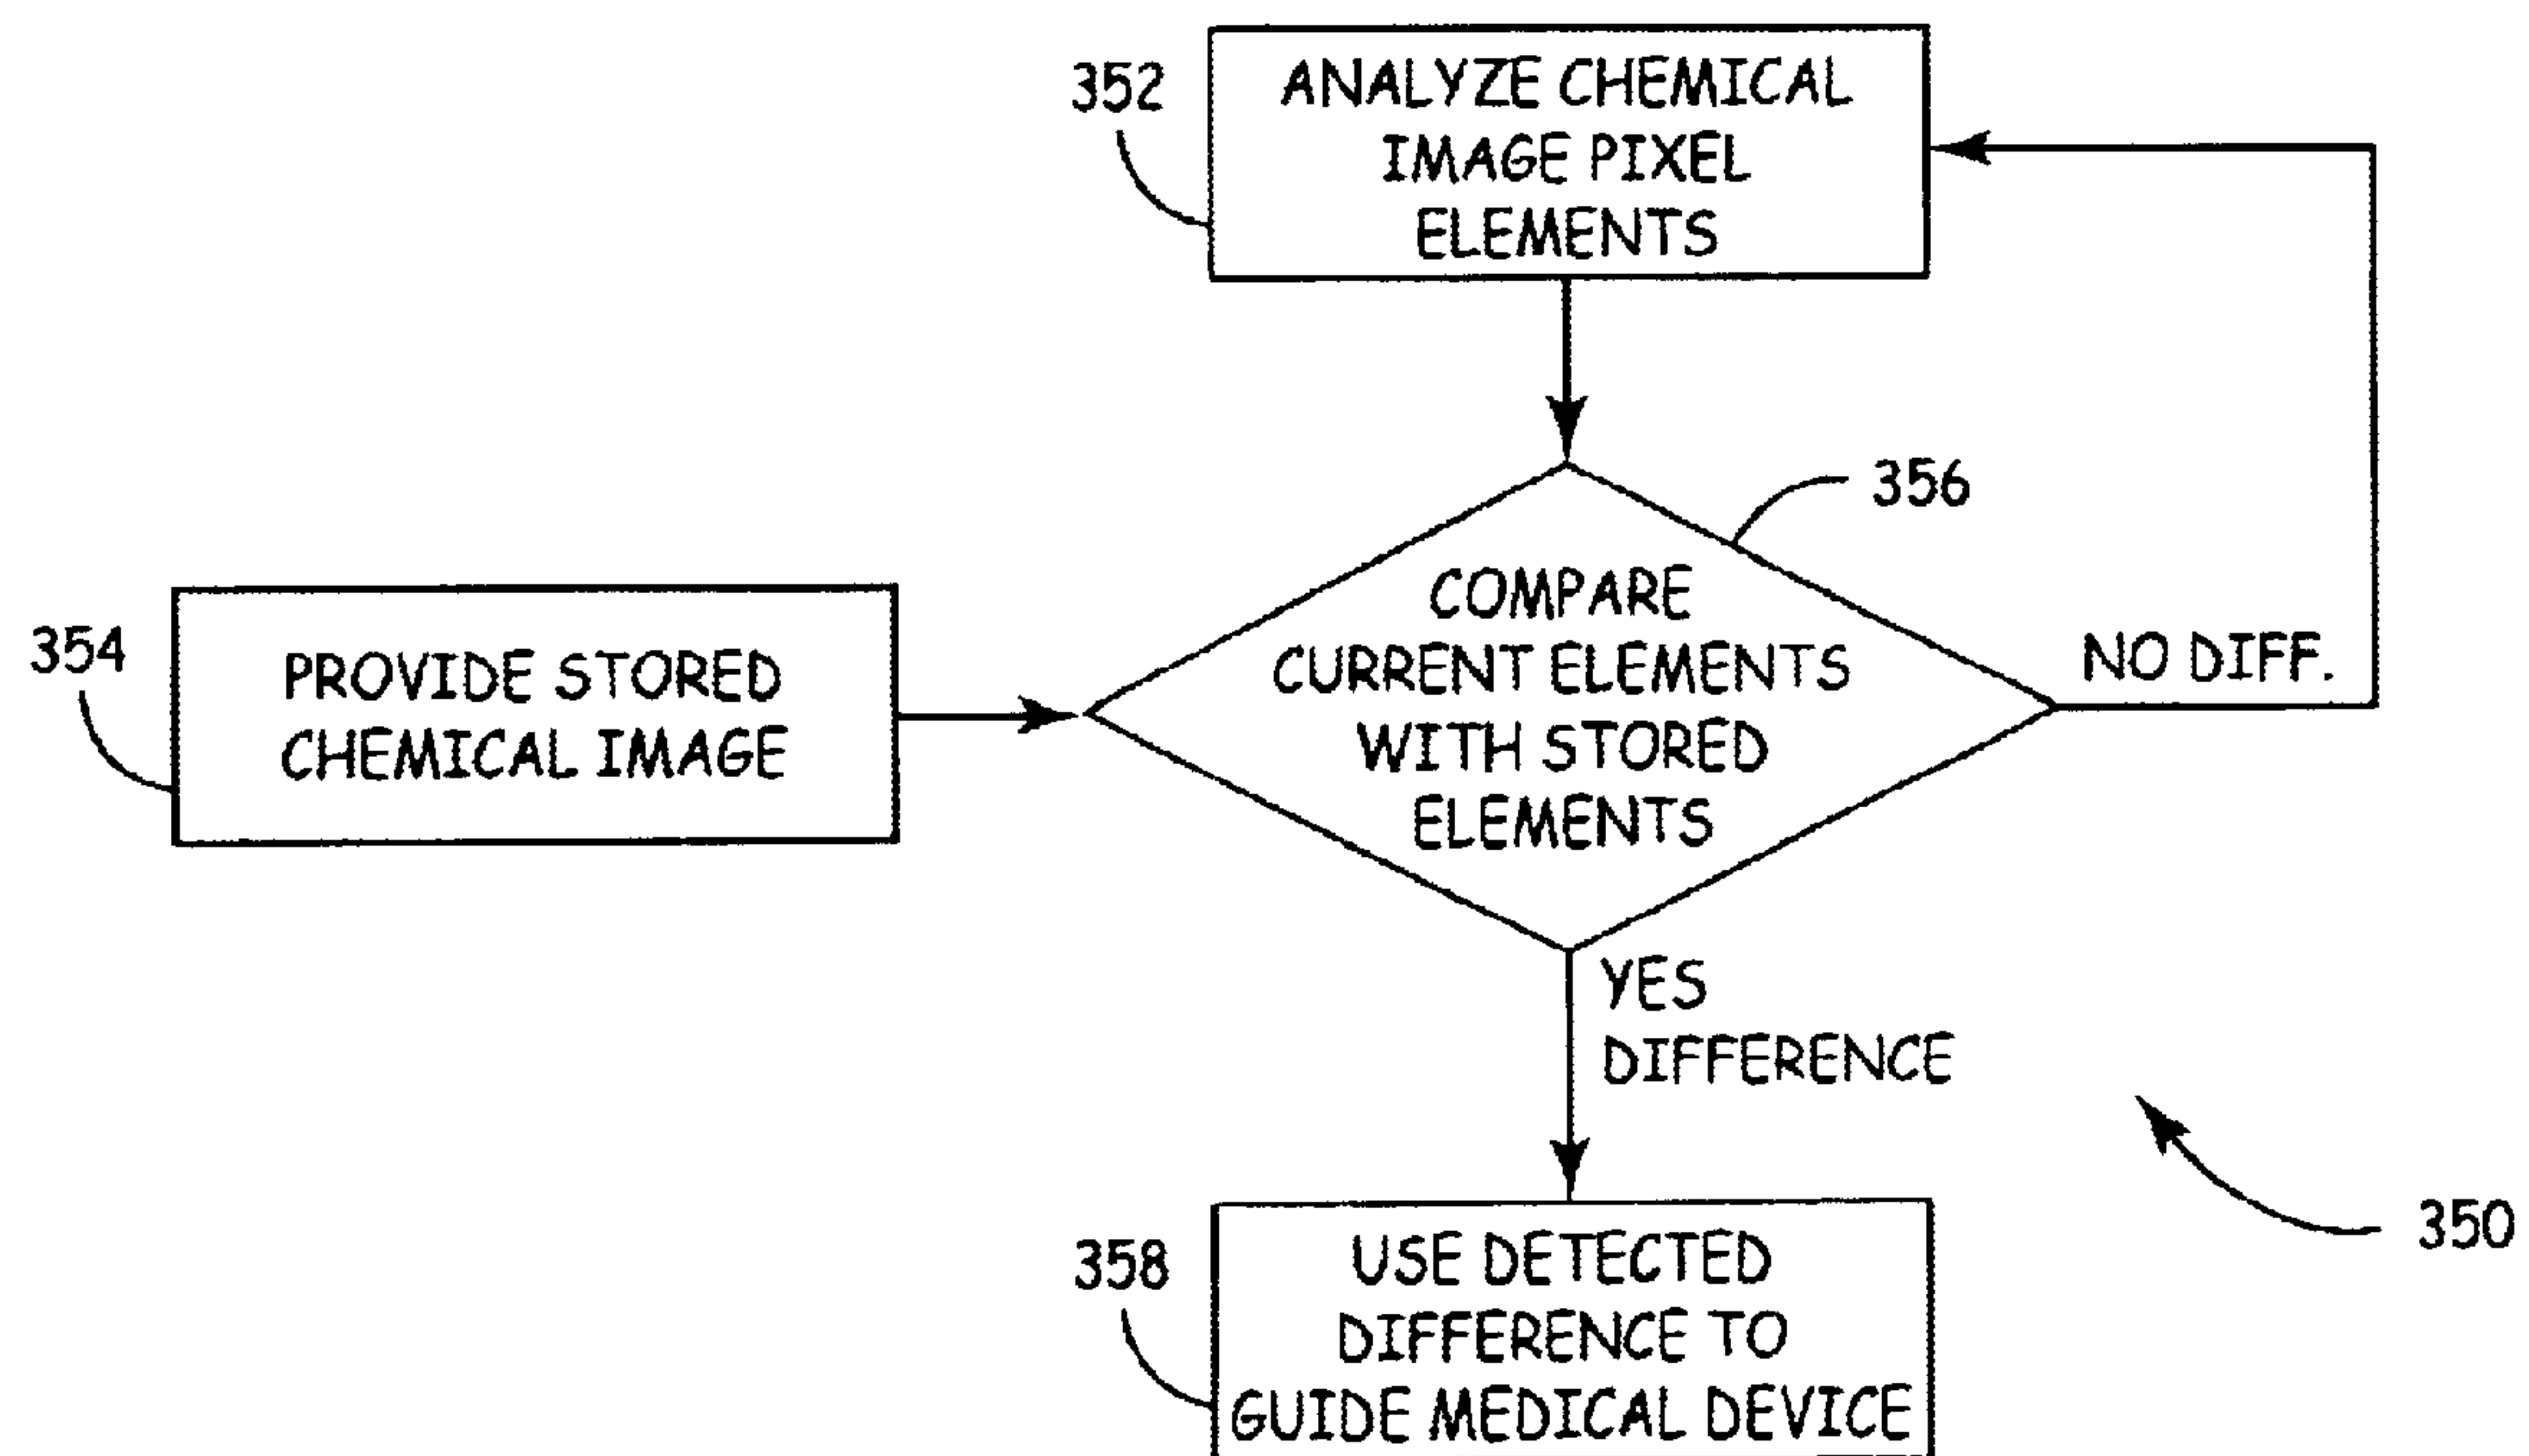 352
ANALYZE CHEMICAL
IMAGE PIXEL
ELEMENTS
356
COMPARE
CURRENT ELEMENTS
WITH STORED
ELEMENTS
NO DIFF.
354
PROVIDE STORED
CHEMICAL IMAGE
YES
DIFFERENCE
350
358
USE DETECTED
DIFFERENCE TO
GUIDE MEDICAL DEVICE